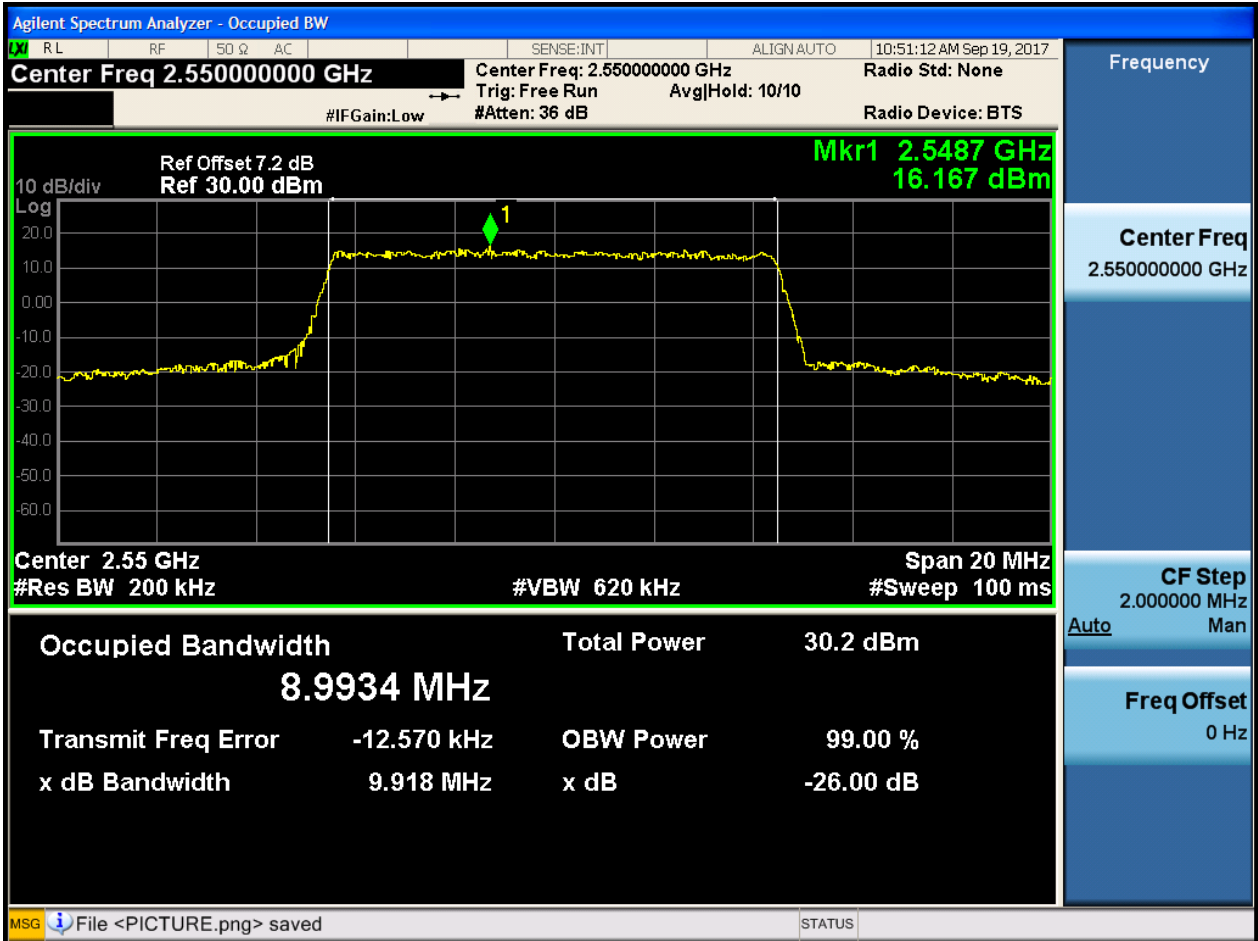 Agilent Spectrum Analyzer - Occupied BW
LXI RL RF 50 Ω AC SENSE:INT ALIGN AUTO 10:51:12 AM Sep 19, 2017
Center Freq 2.550000000 GHz
Center Freq: 2.550000000 GHz
Radio Std: None
Trig: Free Run Avg|Hold: 10/10
#IFGain:Low
#Atten: 36 dB
Radio Device: BTS
Mkr1 2.5487 GHz
16.167 dBm
Ref Offset 7.2 dB
10 dB/div Ref 30.00 dBm
Log
1
20.0
10.0
0.00
-10.0
-20.0
-30.0
-40.0
-50.0
-60.0
Center 2.55 GHz Span 20 MHz
#Res BW 200 kHz #VBW 620 kHz #Sweep 100 ms
Occupied Bandwidth Total Power 30.2 dBm
8.9934 MHz
Transmit Freq Error -12.570 kHz OBW Power 99.00 %
x dB Bandwidth 9.918 MHz x dB -26.00 dB
Frequency
Center Freq
2.550000000 GHz
CF Step
2.000000 MHz
Auto Man
Freq Offset
0 Hz
MSG File <PICTURE.png> saved STATUS